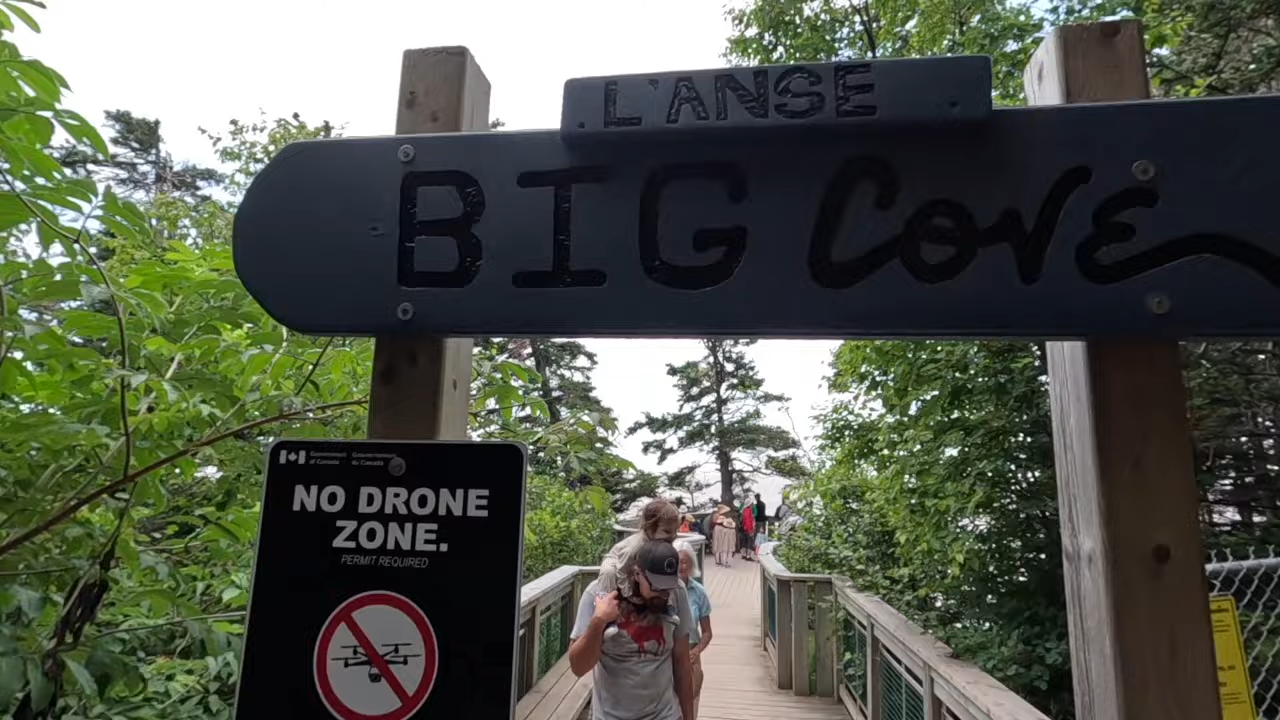 L'ANSE
BIG Cove
Government of Canada
Gouvernement du Canada
NO DRONE
ZONE.
PERMIT REQUIRED